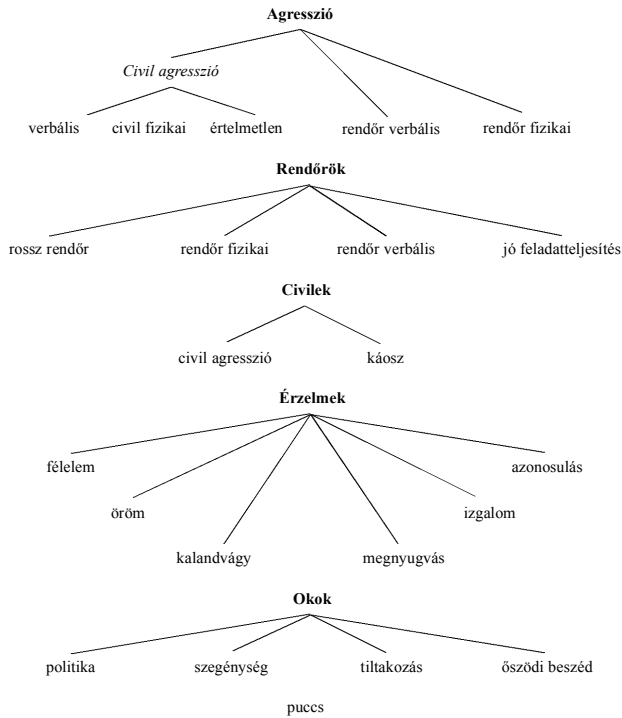 Agresszió
Civil agresszió
verbális civil fizikai értelmetlen rendőr verbális rendőr fizikai
Rendőrök
rossz rendőr rendőr fizikai rendőr verbális jó feladatteljesítés
Civilek
civil agresszió káosz
Érzelmek
félelem azonosulás
öröm izgalom
kalandvágy megnyugvás
Okok
politika szegénység tiltakozás őszödi beszéd
puccs